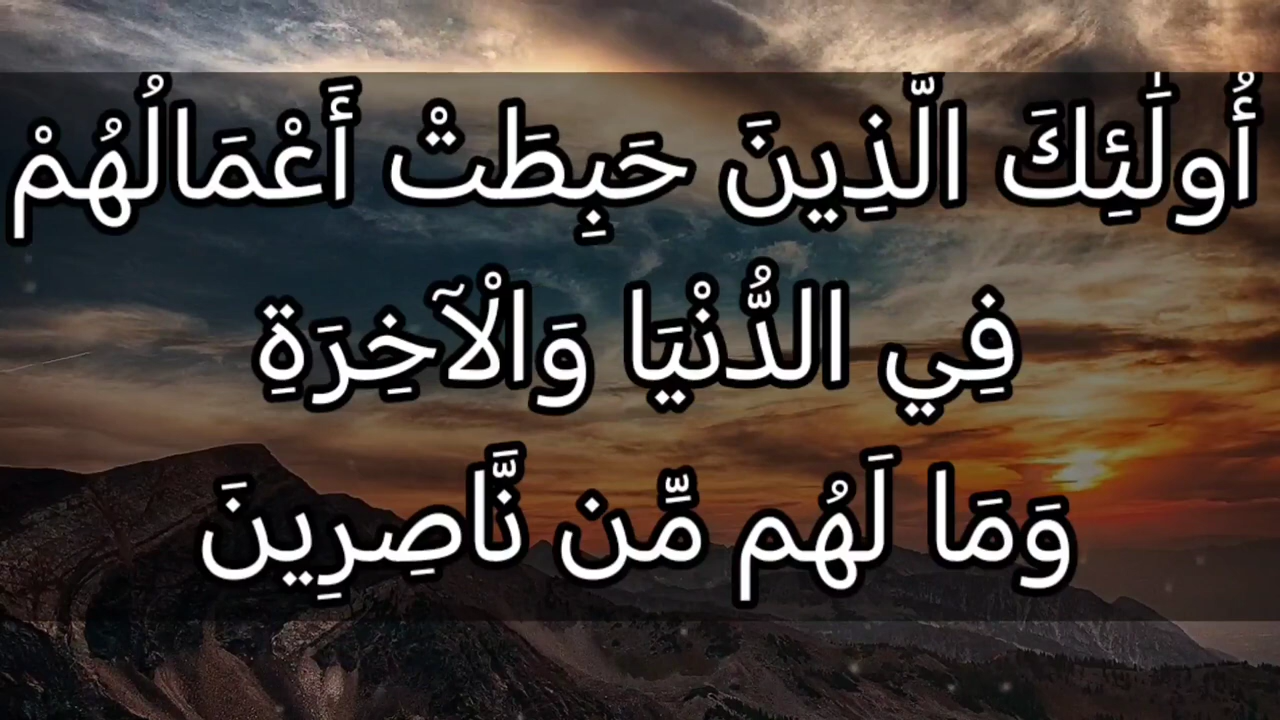 أُولَٰئِكَ الَّذِينَ حَبِطَتْ أَعْمَالُهُمْ
فِي الدُّنْيَا وَالْآخِرَةِ
وَمَا لَهُم مِّن نَّاصِرِينَ